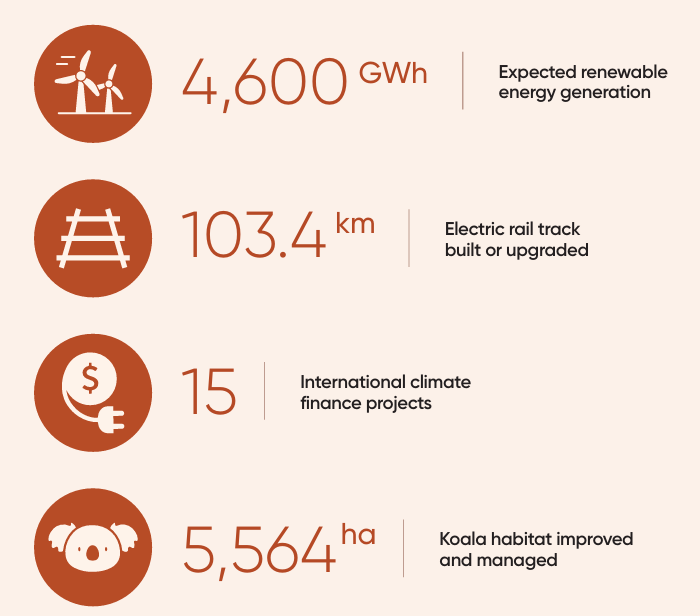 4,600 GWh
Expected renewable
energy generation
103.4 km
Electric rail track
built or upgraded
$
15
International climate
finance projects
5,564 ha
Koala habitat improved
and managed